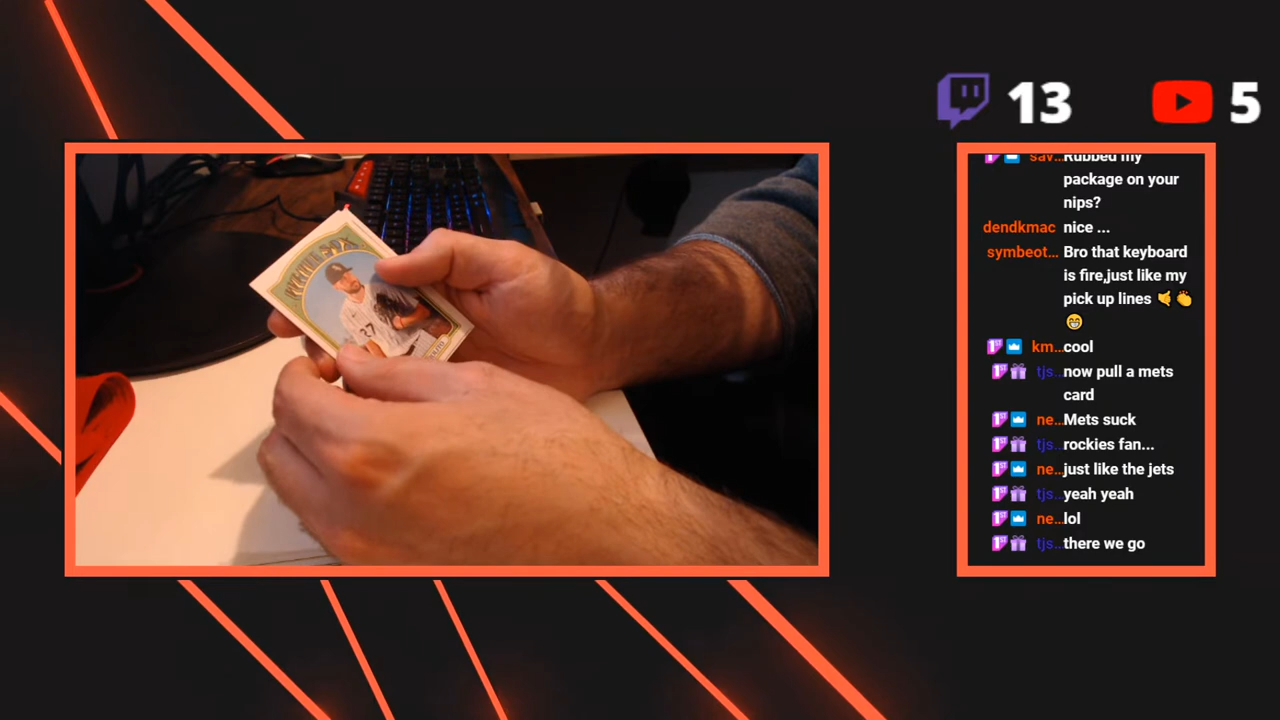 13 5
sav... Rubbed my
package on your
nips?
dendkmac nice ...
symbeot... Bro that keyboard
is fire,just like my
pick up lines 🤙👏
😁
km... cool
tjs... now pull a mets
card
ne... Mets suck
tjs... rockies fan...
ne... just like the jets
tjs... yeah yeah
ne... lol
tjs... there we go
27